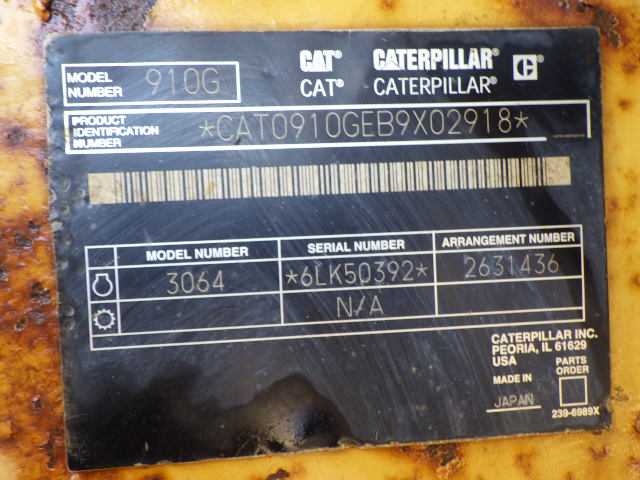 CAT® CATERPILLAR® C®
CAT® CATERPILLAR®
MODEL NUMBER 910G
PRODUCT IDENTIFICATION NUMBER *CAT0910GEB9X02918*
MODEL NUMBER SERIAL NUMBER ARRANGEMENT NUMBER
3064 *6LK50392* 2631436
N/A
CATERPILLAR INC.
PEORIA, IL 61629
USA
PARTS ORDER
MADE IN
JAPAN
239-6989X